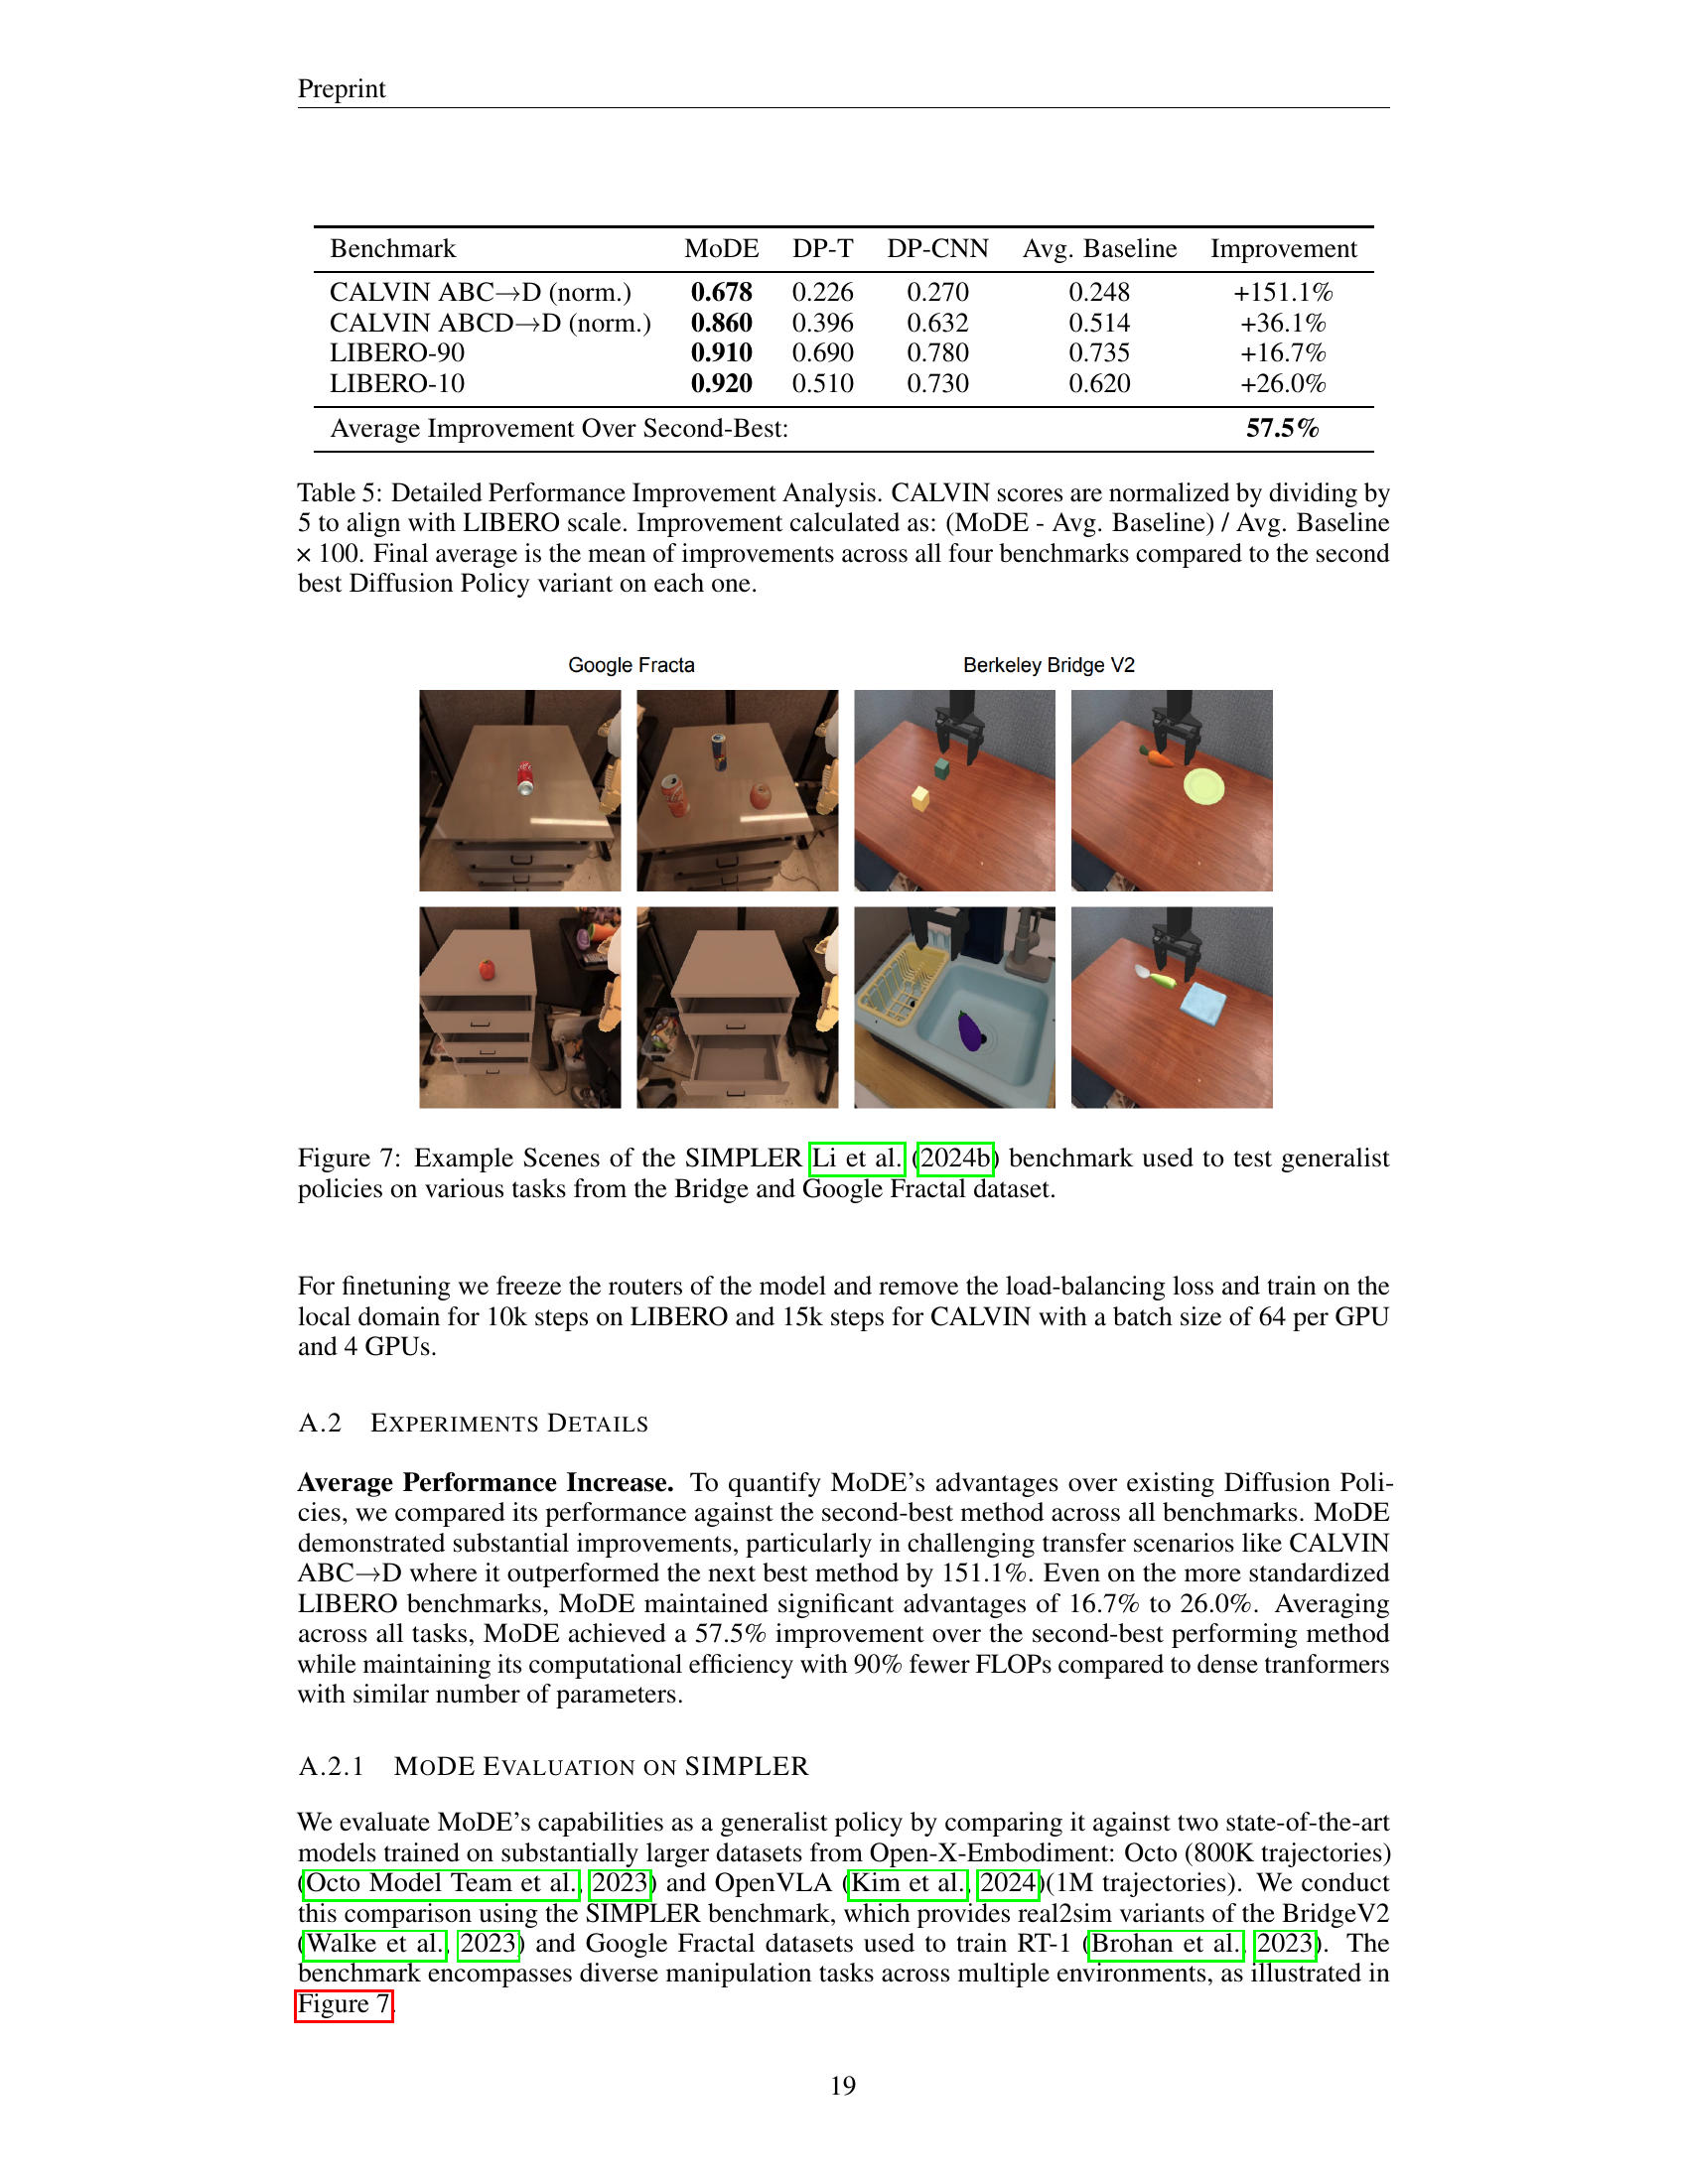 Preprint
Benchmark MoDE DP-T DP-CNN Avg. Baseline Improvement
CALVIN ABC→D (norm.) 0.678 0.226 0.270 0.248 +151.1%
CALVIN ABCD→D (norm.) 0.860 0.396 0.632 0.514 +36.1%
LIBERO-90 0.910 0.690 0.780 0.735 +16.7%
LIBERO-10 0.920 0.510 0.730 0.620 +26.0%
Average Improvement Over Second-Best: 57.5%
Table 5: Detailed Performance Improvement Analysis. CALVIN scores are normalized by dividing by
5 to align with LIBERO scale. Improvement calculated as: (MoDE - Avg. Baseline) / Avg. Baseline
× 100. Final average is the mean of improvements across all four benchmarks compared to the second
best Diffusion Policy variant on each one.
Google Fracta Berkeley Bridge V2
Figure 7: Example Scenes of the SIMPLER Li et al. (2024b) benchmark used to test generalist
policies on various tasks from the Bridge and Google Fractal dataset.
For finetuning we freeze the routers of the model and remove the load-balancing loss and train on the
local domain for 10k steps on LIBERO and 15k steps for CALVIN with a batch size of 64 per GPU
and 4 GPUs.
A.2 EXPERIMENTS DETAILS
Average Performance Increase. To quantify MoDE's advantages over existing Diffusion Poli-
cies, we compared its performance against the second-best method across all benchmarks. MoDE
demonstrated substantial improvements, particularly in challenging transfer scenarios like CALVIN
ABC→D where it outperformed the next best method by 151.1%. Even on the more standardized
LIBERO benchmarks, MoDE maintained significant advantages of 16.7% to 26.0%. Averaging
across all tasks, MoDE achieved a 57.5% improvement over the second-best performing method
while maintaining its computational efficiency with 90% fewer FLOPs compared to dense tranformers
with similar number of parameters.
A.2.1 MODE EVALUATION ON SIMPLER
We evaluate MoDE's capabilities as a generalist policy by comparing it against two state-of-the-art
models trained on substantially larger datasets from Open-X-Embodiment: Octo (800K trajectories)
(Octo Model Team et al., 2023) and OpenVLA (Kim et al., 2024)(1M trajectories). We conduct
this comparison using the SIMPLER benchmark, which provides real2sim variants of the BridgeV2
(Walke et al., 2023) and Google Fractal datasets used to train RT-1 (Brohan et al., 2023). The
benchmark encompasses diverse manipulation tasks across multiple environments, as illustrated in
Figure 7.
19